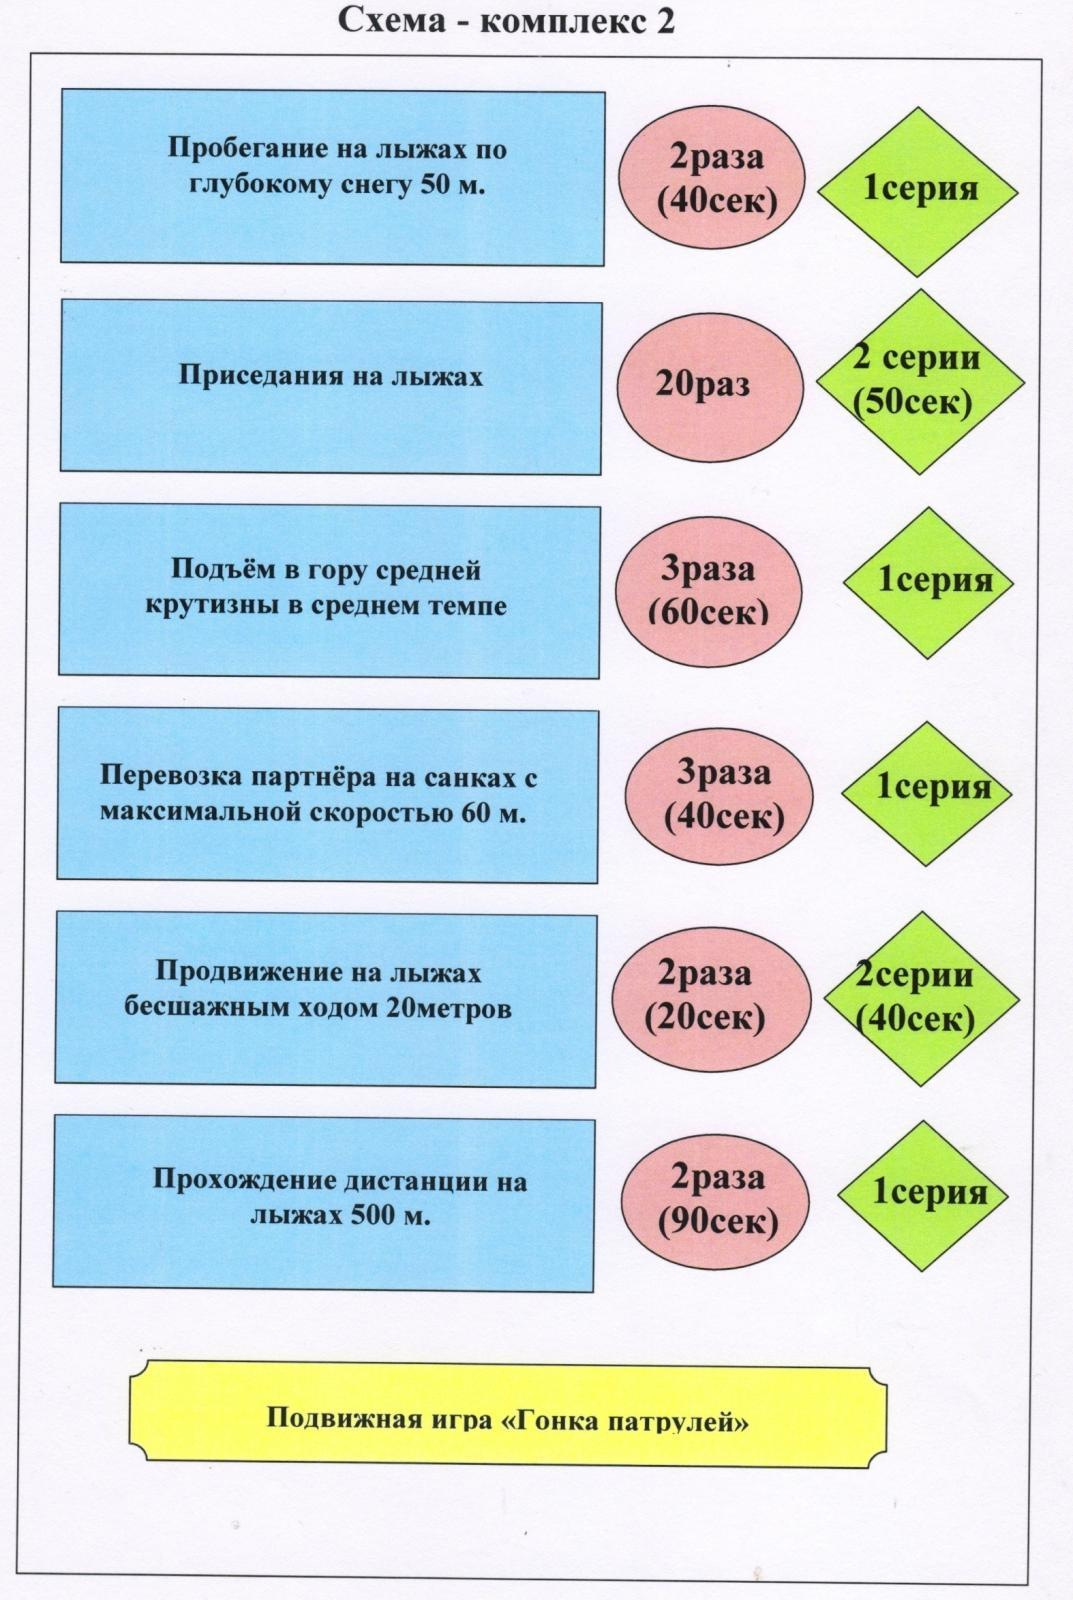 Схема - комплекс 2
Пробегание на лыжах по
глубокому снегу 50 м.
2раза
(40сек)
1серия
Приседания на лыжах
20раз
2 серии
(50сек)
Подъём в гору средней
крутизны в среднем темпе
3раза
(60сек)
1серия
Перевозка партнёра на санках с
максимальной скоростью 60 м.
3раза
(40сек)
1серия
Продвижение на лыжах
бесшажным ходом 20метров
2раза
(20сек)
2серии
(40сек)
Прохождение дистанции на
лыжах 500 м.
2раза
(90сек)
1серия
Подвижная игра «Гонка патрулей»